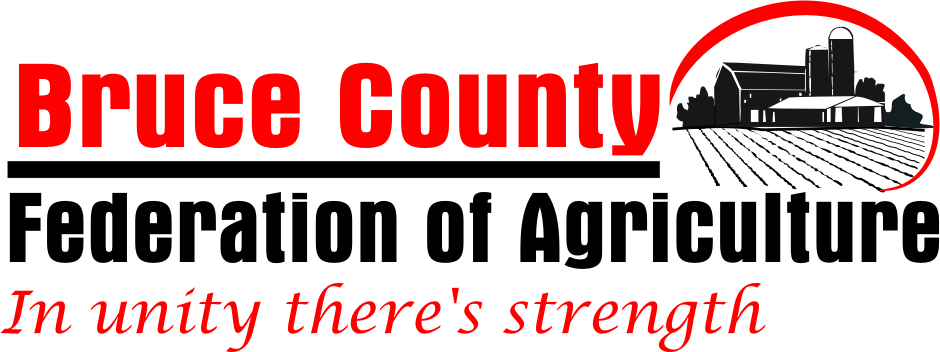 Bruce County
Federation of Agriculture
In unity there's strength